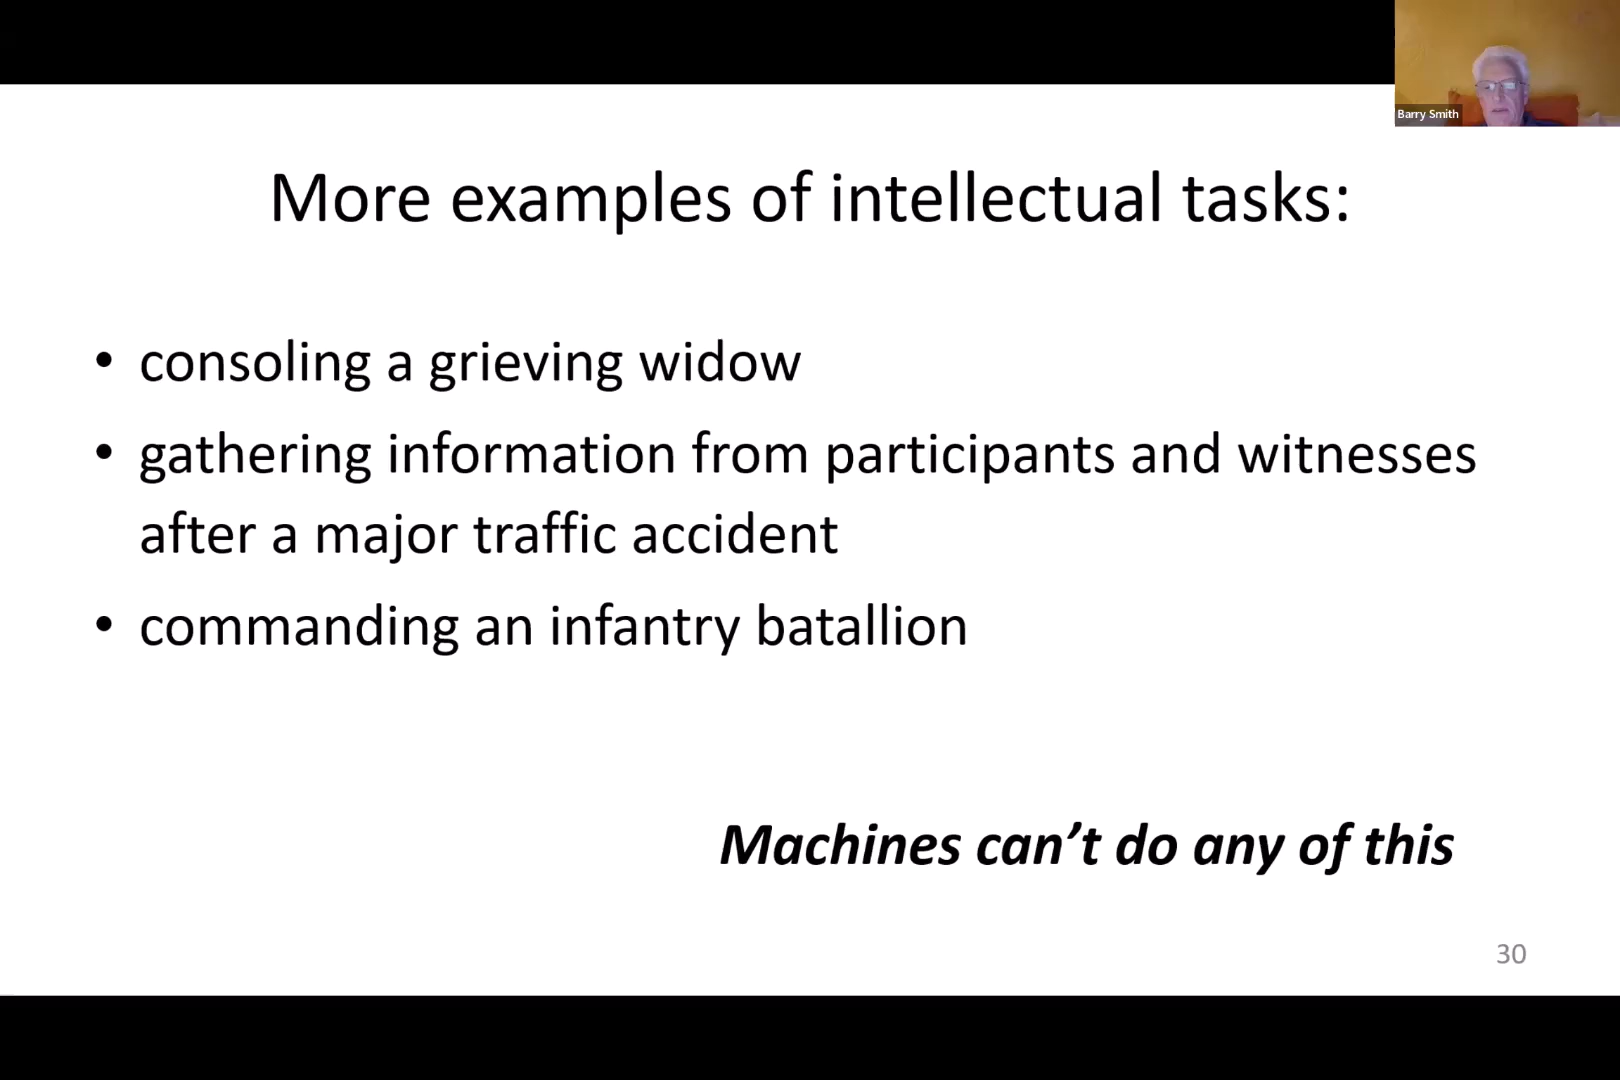 Barry Smith
More examples of intellectual tasks:
• consoling a grieving widow
• gathering information from participants and witnesses
after a major traffic accident
• commanding an infantry batallion
Machines can’t do any of this
30